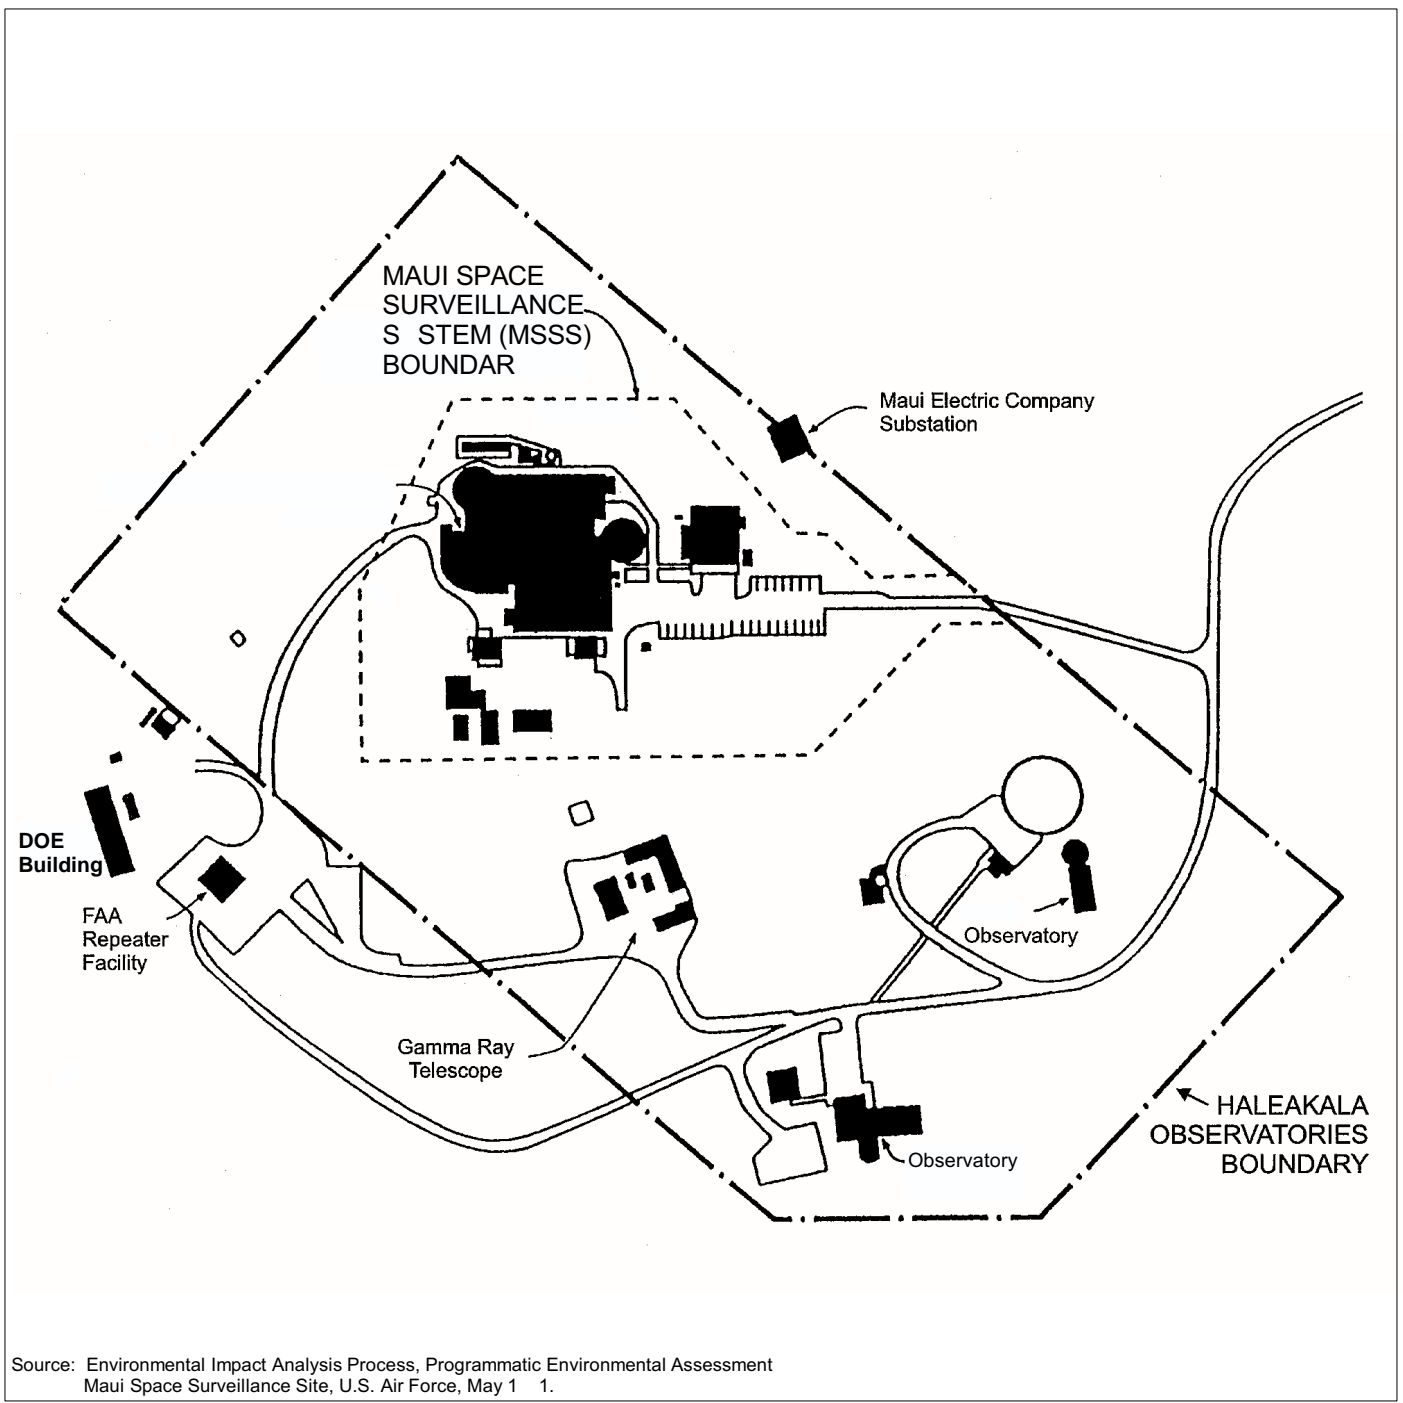 MAUI SPACE
SURVEILLANCE
S STEM (MSSS)
BOUNDAR
Maui Electric Company
Substation
DOE
Building
FAA
Repeater
Facility
Observatory
Gamma Ray
Telescope
HALEAKALA
OBSERVATORIES
BOUNDARY
Observatory
Source: Environmental Impact Analysis Process, Programmatic Environmental Assessment
Maui Space Surveillance Site, U.S. Air Force, May 1 1.